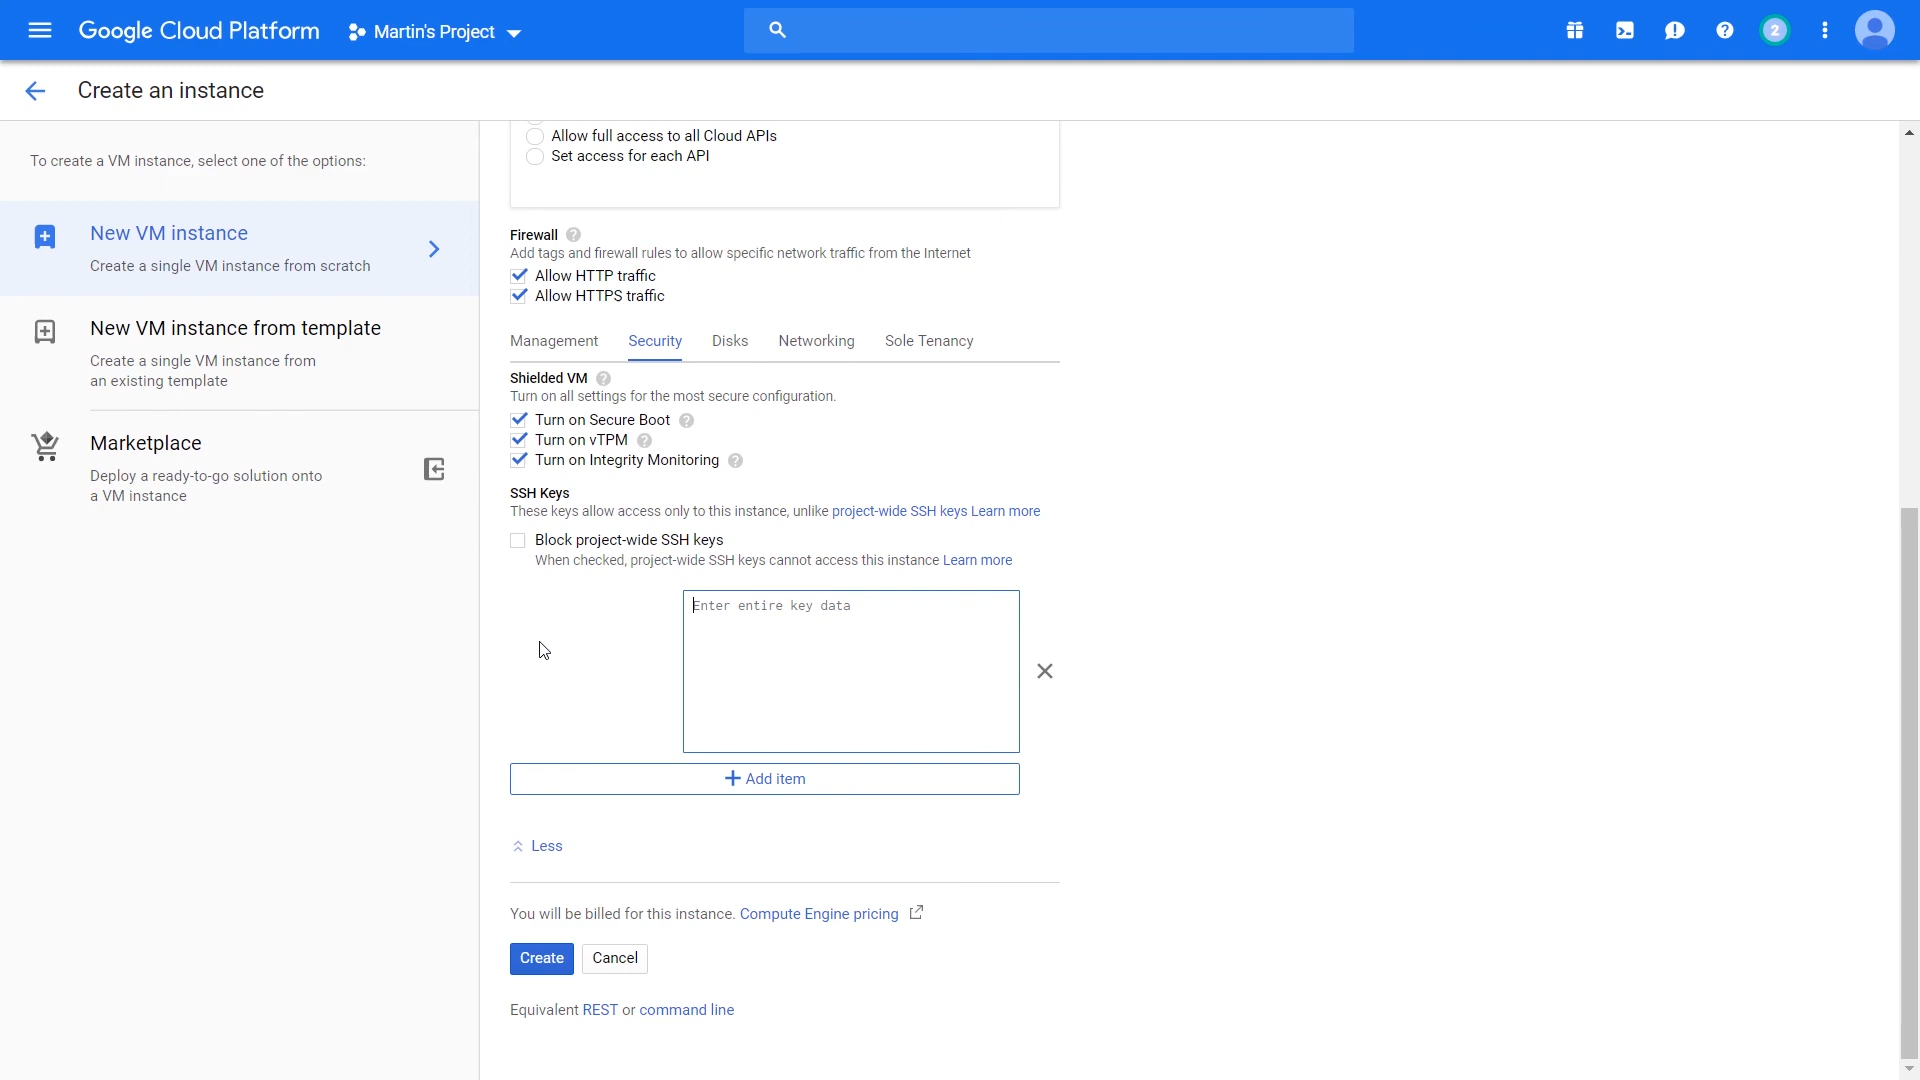 Google Cloud Platform
Martin's Project
2
Create an instance
To create a VM instance, select one of the options:
New VM instance
Create a single VM instance from scratch
New VM instance from template
Create a single VM instance from
an existing template
Marketplace
Deploy a ready-to-go solution onto
a VM instance
Allow full access to all Cloud APIs
Set access for each API
Firewall ?
Add tags and firewall rules to allow specific network traffic from the Internet
Allow HTTP traffic
Allow HTTPS traffic
Management Security Disks Networking Sole Tenancy
Shielded VM ?
Turn on all settings for the most secure configuration.
Turn on Secure Boot ?
Turn on vTPM ?
Turn on Integrity Monitoring ?
SSH Keys
These keys allow access only to this instance, unlike project-wide SSH keys Learn more
Block project-wide SSH keys
When checked, project-wide SSH keys cannot access this instance Learn more
Enter entire key data
+ Add item
Less
You will be billed for this instance. Compute Engine pricing
Create Cancel
Equivalent REST or command line